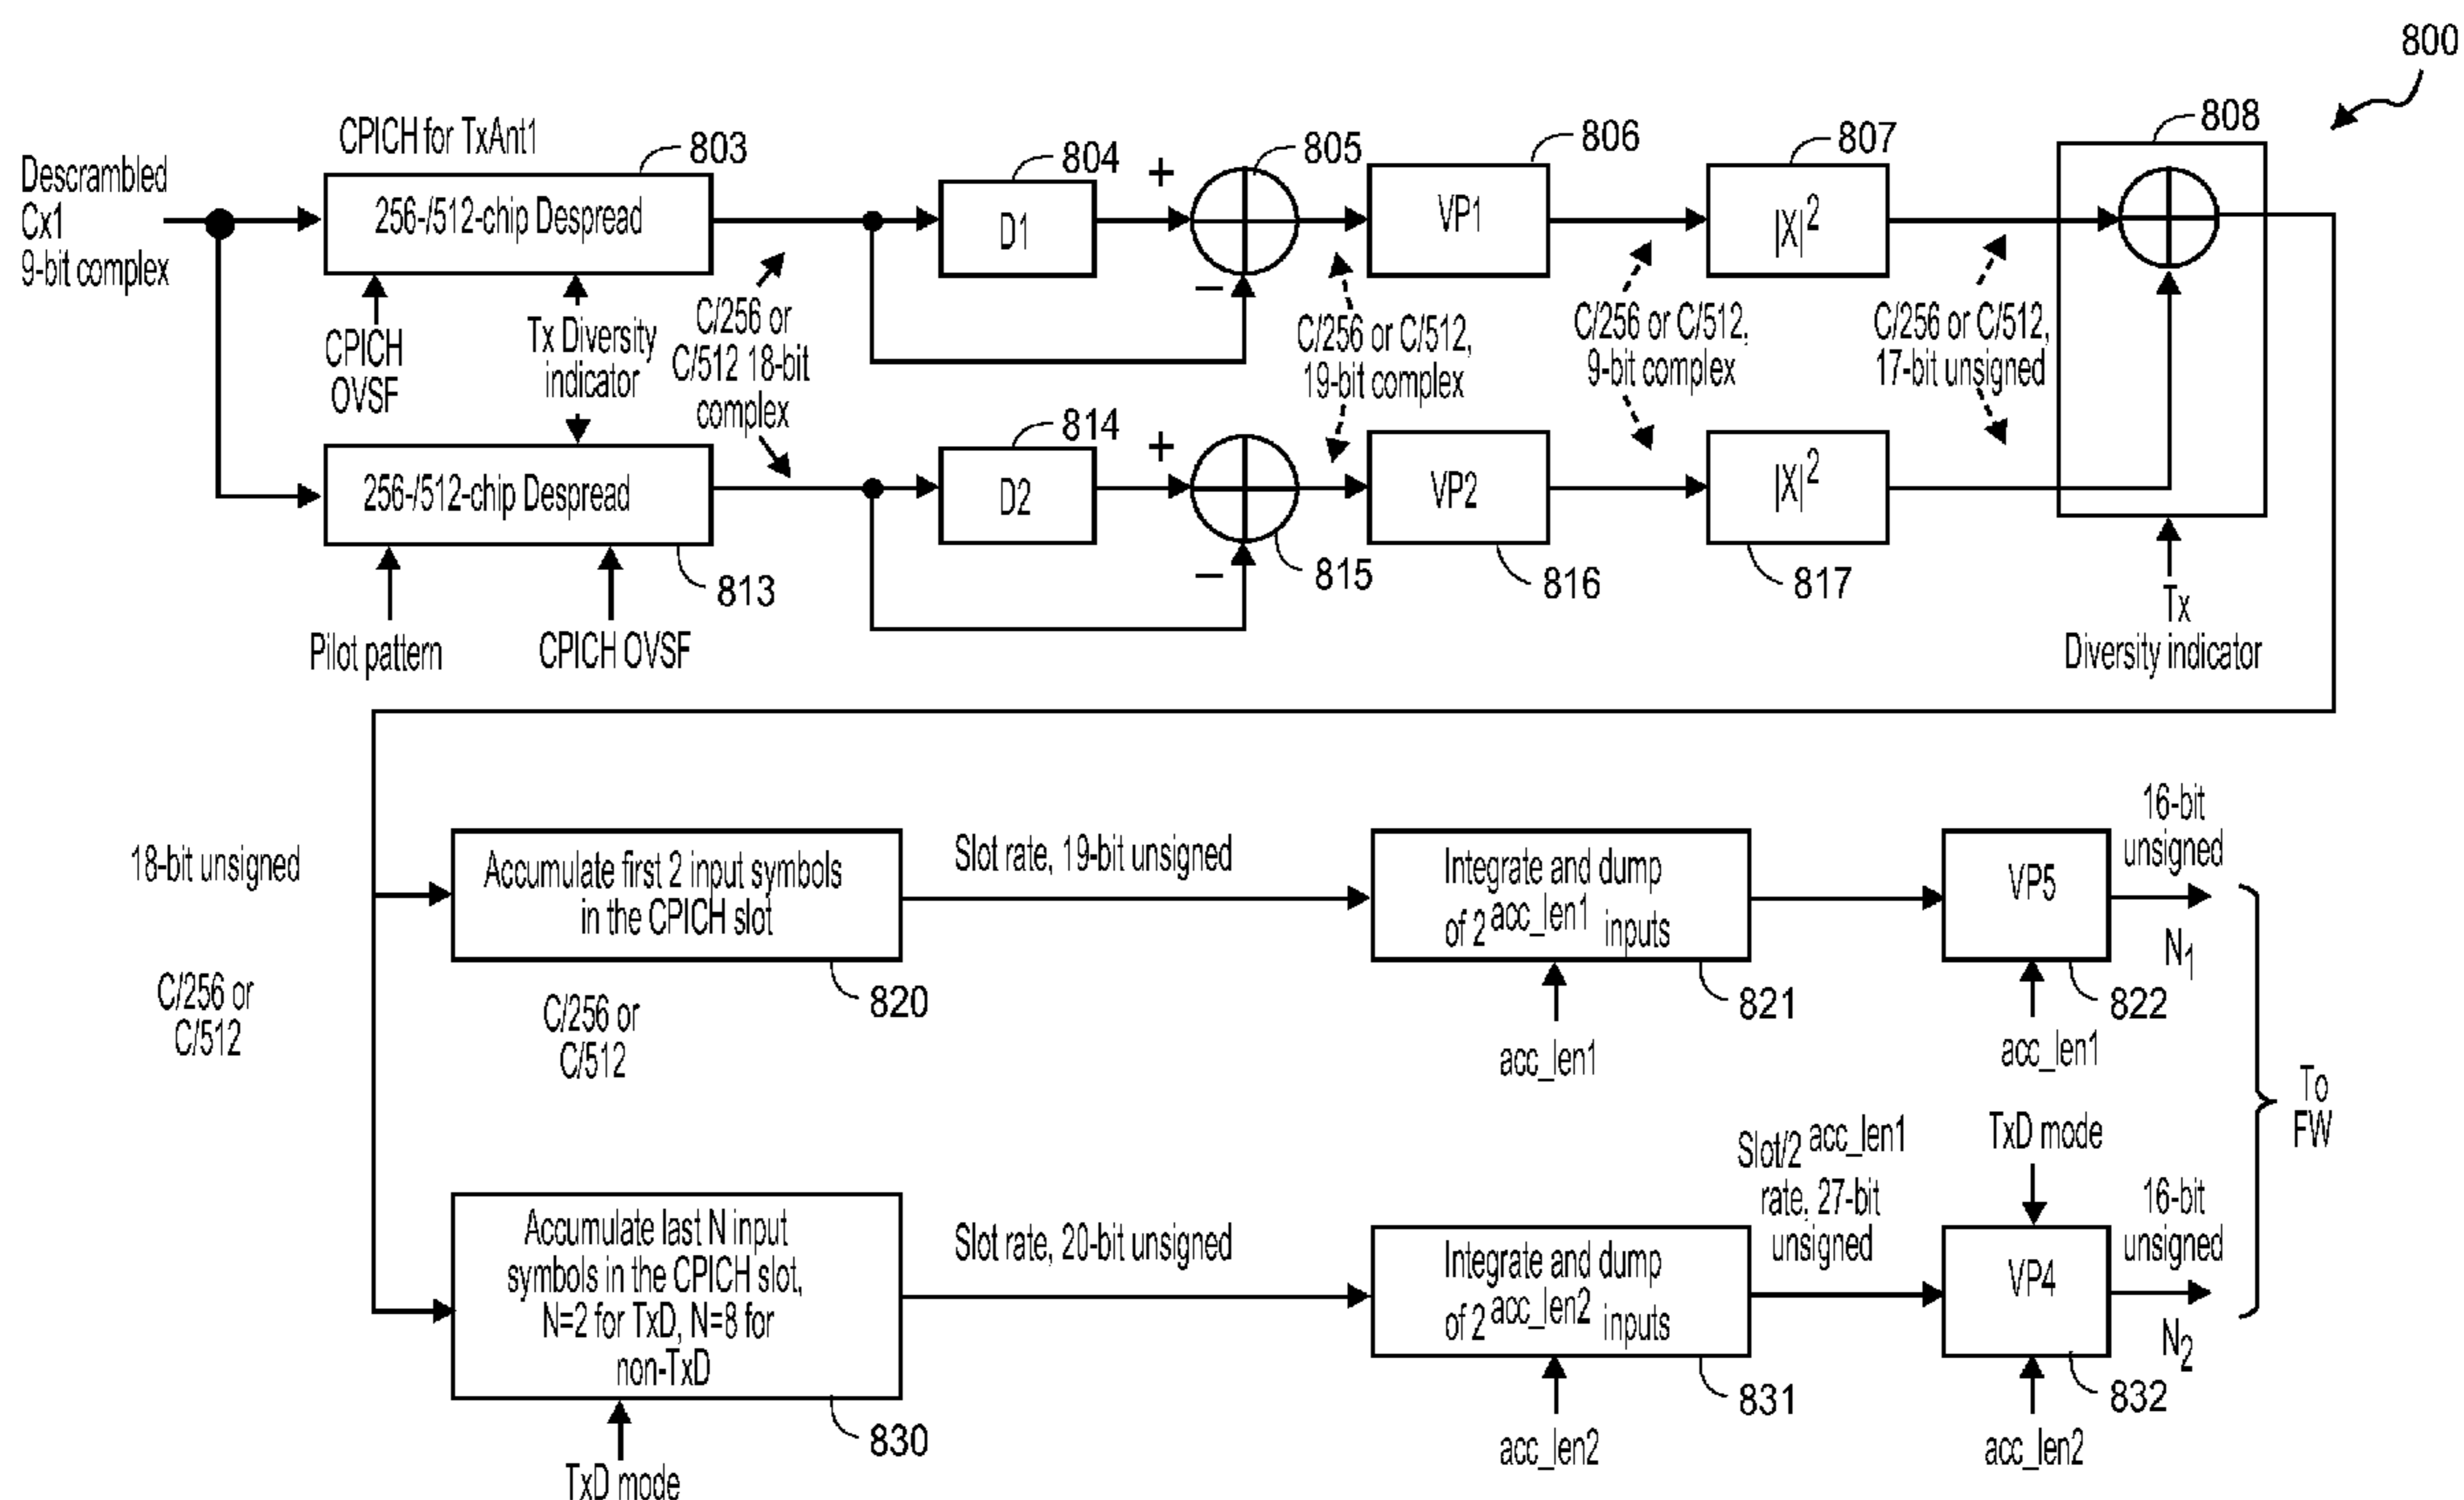 800
Descrambled
Cx1
9-bit complex
CPICH for TxAnt1
803
256-/512-chip Despread
CPICH
OVSF
Tx Diversity
indicator
C/256 or
C/512 18-bit
complex
804
D1
+
−
805
806
VP1
807
|X|2
808
C/256 or C/512,
19-bit complex
C/256 or C/512,
9-bit complex
C/256 or C/512,
17-bit unsigned
256-/512-chip Despread
813
Pilot pattern
CPICH OVSF
814
D2
+
−
815
VP2
816
|X|2
817
Tx
Diversity indicator
18-bit unsigned
C/256 or
C/512
Accumulate first 2 input symbols
in the CPICH slot
820
C/256 or
C/512
Slot rate, 19-bit unsigned
Integrate and dump
of 2 acc_len1 inputs
821
acc_len1
VP5
822
acc_len1
16-bit
unsigned
N1
To
FW
Accumulate last N input
symbols in the CPICH slot,
N=2 for TxD, N=8 for
non-TxD
830
TxD mode
Slot rate, 20-bit unsigned
Integrate and dump
of 2 acc_len2 inputs
831
acc_len2
Slot/2 acc_len1
rate, 27-bit
unsigned
TxD mode
VP4
832
acc_len2
16-bit
unsigned
N2